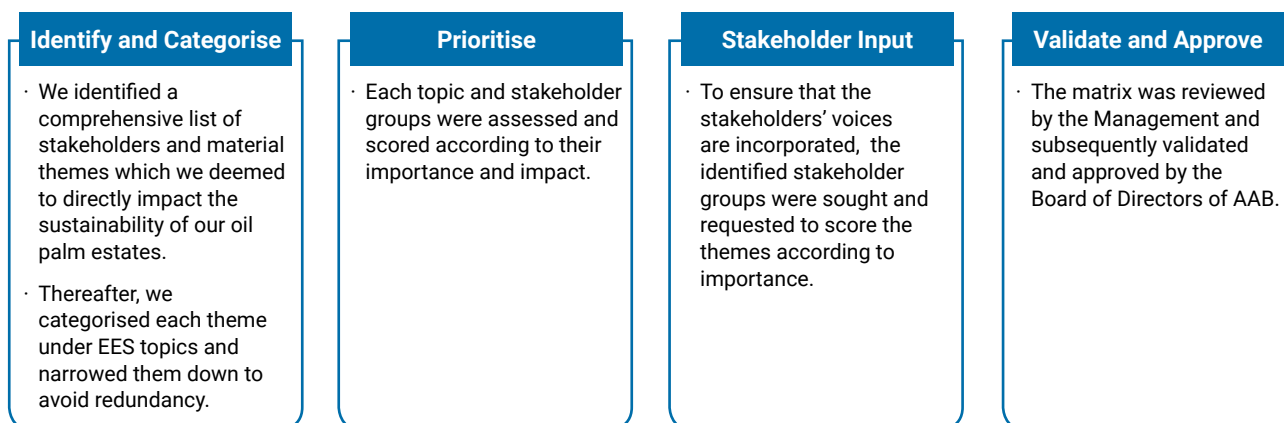 Identify and Categorise
· We identified a
comprehensive list of
stakeholders and material
themes which we deemed
to directly impact the
sustainability of our oil
palm estates.
· Thereafter, we
categorised each theme
under EES topics and
narrowed them down to
avoid redundancy.
Prioritise
· Each topic and stakeholder
groups were assessed and
scored according to their
importance and impact.
Stakeholder Input
· To ensure that the
stakeholders’ voices
are incorporated, the
identified stakeholder
groups were sought and
requested to score the
themes according to
importance.
Validate and Approve
· The matrix was reviewed
by the Management and
subsequently validated
and approved by the
Board of Directors of AAB.